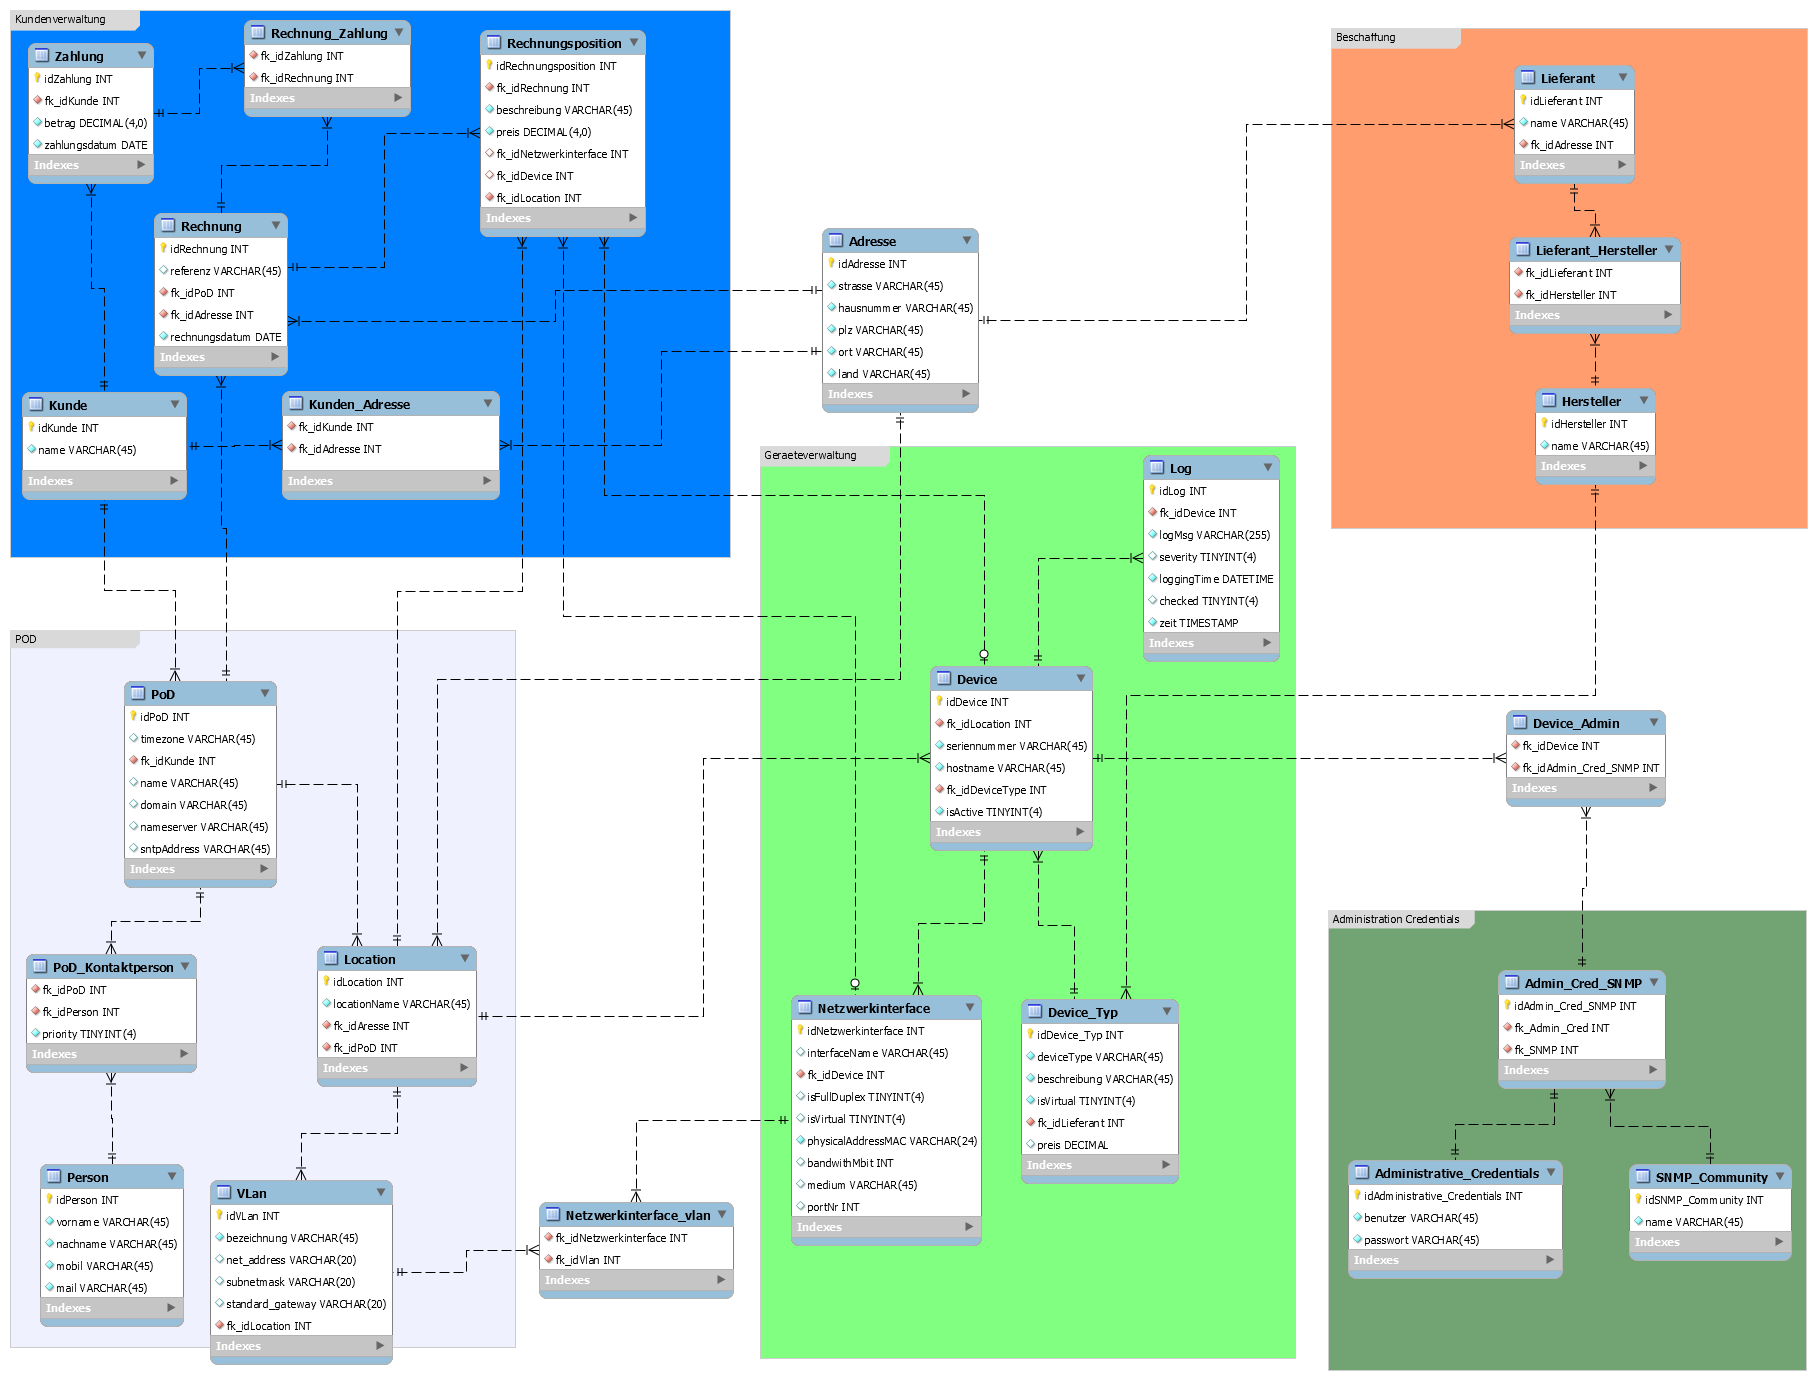 Kundenverwaltung
Zahlung
idZahlung INT
fk_idKunde INT
betrag DECIMAL(4,0)
zahlungsdatum DATE
Indexes
Rechnung_Zahlung
fk_idZahlung INT
fk_idRechnung INT
Indexes
Rechnungsposition
idRechnungsposition INT
fk_idRechnung INT
beschreibung VARCHAR(45)
preis DECIMAL(4,0)
fk_idNetzwerkinterface INT
fk_idDevice INT
fk_idLocation INT
Indexes
Rechnung
idRechnung INT
referenz VARCHAR(45)
fk_idPoD INT
fk_idAdresse INT
rechnungsdatum DATE
Indexes
Kunde
idKunde INT
name VARCHAR(45)
Indexes
Kunden_Adresse
fk_idKunde INT
fk_idAdresse INT
Indexes
Adresse
idAdresse INT
strasse VARCHAR(45)
hausnummer VARCHAR(45)
plz VARCHAR(45)
ort VARCHAR(45)
land VARCHAR(45)
Indexes
Beschaffung
Lieferant
idLieferant INT
name VARCHAR(45)
fk_idAdresse INT
Indexes
Lieferant_Hersteller
fk_idLieferant INT
fk_idHersteller INT
Indexes
Hersteller
idHersteller INT
name VARCHAR(45)
Indexes
Geraeteverwaltung
Log
idLog INT
fk_idDevice INT
logMsg VARCHAR(255)
severity TINYINT(4)
loggingTime DATETIME
checked TINYINT(4)
zeit TIMESTAMP
Indexes
Device
idDevice INT
fk_idLocation INT
seriennummer VARCHAR(45)
hostname VARCHAR(45)
fk_idDeviceType INT
isActive TINYINT(4)
Indexes
Netzwerkinterface
idNetzwerkinterface INT
interfaceName VARCHAR(45)
fk_idDevice INT
isFullDuplex TINYINT(4)
isVirtual TINYINT(4)
physicalAddressMAC VARCHAR(24)
bandwithMbit INT
medium VARCHAR(45)
portNr INT
Indexes
Device_Typ
idDevice_Typ INT
deviceType VARCHAR(45)
beschreibung VARCHAR(45)
isVirtual TINYINT(4)
fk_idLieferant INT
preis DECIMAL
Indexes
Device_Admin
fk_idDevice INT
fk_idAdmin_Cred_SNMP INT
Indexes
POD
PoD
idPoD INT
timezone VARCHAR(45)
fk_idKunde INT
name VARCHAR(45)
domain VARCHAR(45)
nameserver VARCHAR(45)
sntpAddress VARCHAR(45)
Indexes
PoD_Kontaktperson
fk_idPoD INT
fk_idPerson INT
priority TINYINT(4)
Indexes
Location
idLocation INT
locationName VARCHAR(45)
fk_idAresse INT
fk_idPoD INT
Indexes
Person
idPerson INT
vorname VARCHAR(45)
nachname VARCHAR(45)
mobil VARCHAR(45)
mail VARCHAR(45)
Indexes
VLan
idVLan INT
bezeichnung VARCHAR(45)
net_address VARCHAR(20)
subnetmask VARCHAR(20)
standard_gateway VARCHAR(20)
fk_idLocation INT
Indexes
Netzwerkinterface_vlan
fk_idNetzwerkinterface INT
fk_idVlan INT
Indexes
Administration Credentials
Admin_Cred_SNMP
idAdmin_Cred_SNMP INT
fk_Admin_Cred INT
fk_SNMP INT
Indexes
Administrative_Credentials
idAdministrative_Credentials INT
benutzer VARCHAR(45)
passwort VARCHAR(45)
Indexes
SNMP_Community
idSNMP_Community INT
name VARCHAR(45)
Indexes